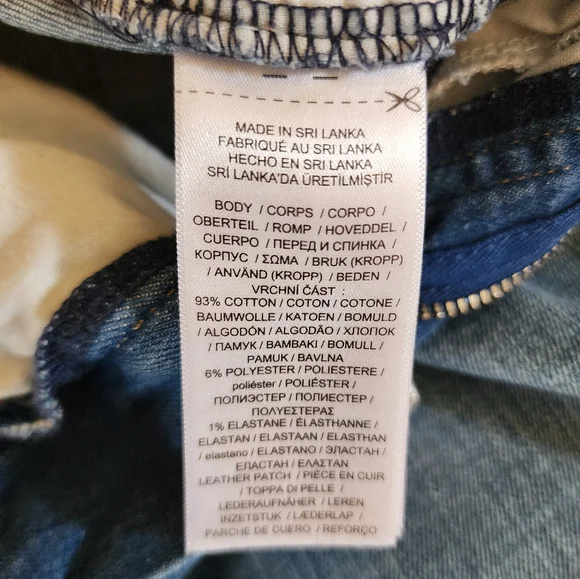 MADE IN SRI LANKA
FABRIQUÉ AU SRI LANKA
HECHO EN SRI LANKA
SRİ LANKA'DA ÜRETİLMİŞTİR
BODY / CORPS / CORPO /
OBERTEIL / ROMP / HOVEDDEL /
CUERPO / ПЕРЕД И СПИНКА /
КОРПУС / ΣΩΜΑ / BRUK (KROPP)
/ ANVÄND (KROPP) / BEDEN /
VRCHNÍ ČÁST :
93% COTTON / COTON / COTONE /
BAUMWOLLE / KATOEN / BOMULD
/ ALGODÓN / ALGODÃO / ХЛОПОК
/ ПАМУК / ΒΑΜΒΑΚΙ / BOMULL /
PAMUK / BAVLNA
6% POLYESTER / POLIESTERE /
poliéster / POLIÉSTER /
ПОЛИЭСТЕР / ПОЛИЕСТЕР /
ΠΟΛΥΕΣΤΕΡΑΣ
1% ELASTANE / ÉLASTHANNE /
ELASTAN / ELASTAAN / ELASTHAN
/ elastano / ELASTANO / ЭЛАСТАН /
ЕЛАСТАН / ΕΛΑΣΤΑΝ
LEATHER PATCH / PIÈCE EN CUIR
/ TOPPA DI PELLE /
LEDERAUFNÄHER / LEREN
INZETSTUK / LÆDERLAP /
PARCHE DE CUERO / REFORÇO